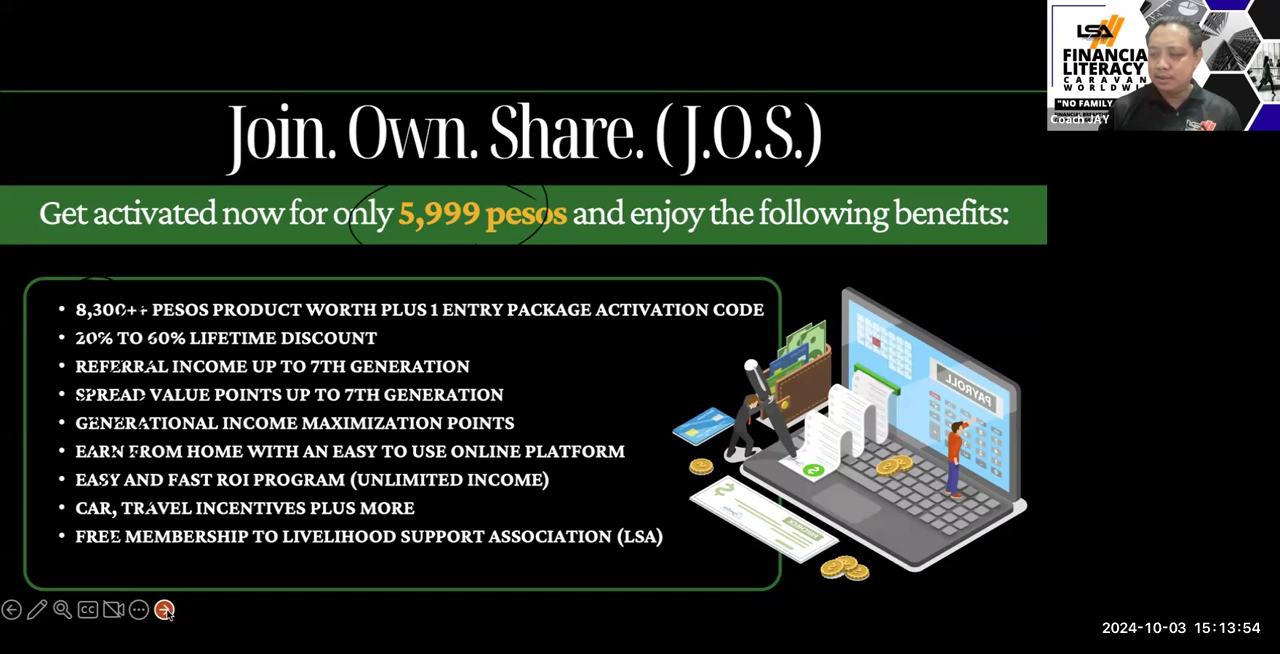 Join. Own. Share. (J.O.S.)
Get activated now for only 5,999 pesos and enjoy the following benefits:
• 8,300++ PESOS PRODUCT WORTH PLUS 1 ENTRY PACKAGE ACTIVATION CODE
• 20% TO 60% LIFETIME DISCOUNT
• REFERRAL INCOME UP TO 7TH GENERATION
• SPREAD VALUE POINTS UP TO 7TH GENERATION
• GENERATIONAL INCOME MAXIMIZATION POINTS
• EARN FROM HOME WITH AN EASY TO USE ONLINE PLATFORM
• EASY AND FAST ROI PROGRAM (UNLIMITED INCOME)
• CAR, TRAVEL INCENTIVES PLUS MORE
• FREE MEMBERSHIP TO LIVELIHOOD SUPPORT ASSOCIATION (LSA)
PAYROLL
LSA
FINANCIA
LITERACY
CARAVAN
WORLDWI
"NO FAMILY
Coach JAY
CC
2024-10-03 15:13:54